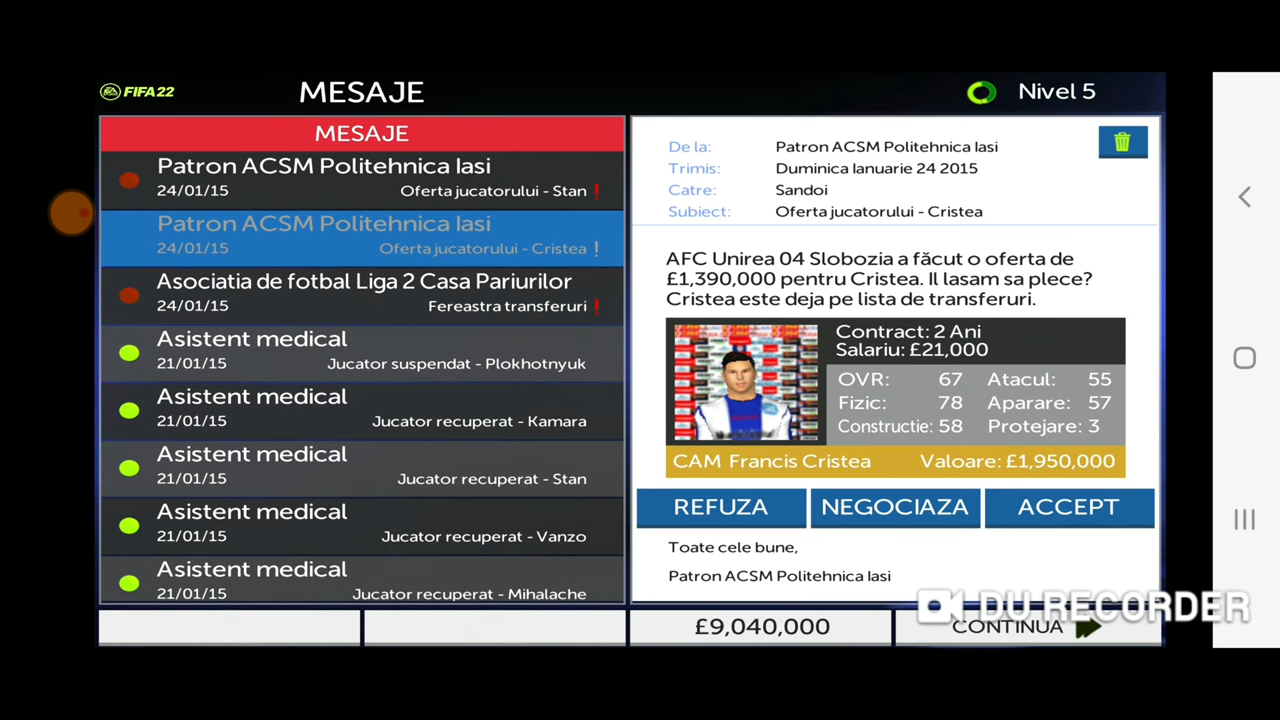 FIFA 22
MESAJE
Nivel 5
MESAJE
Patron ACSM Politehnica Iasi
24/01/15 Oferta jucatorului - Stan !
Patron ACSM Politehnica Iasi
24/01/15 Oferta jucatorului - Cristea !
Asociatia de fotbal Liga 2 Casa Pariurilor
24/01/15 Fereastra transferuri !
Asistent medical
21/01/15 Jucator suspendat - Plokhotnyuk
Asistent medical
21/01/15 Jucator recuperat - Kamara
Asistent medical
21/01/15 Jucator recuperat - Stan
Asistent medical
21/01/15 Jucator recuperat - Vanzo
Asistent medical
21/01/15 Jucator recuperat - Mihalache
De la: Patron ACSM Politehnica Iasi
Trimis: Duminica Ianuarie 24 2015
Catre: Sandoi
Subiect: Oferta jucatorului - Cristea
AFC Unirea 04 Slobozia a făcut o oferta de
£1,390,000 pentru Cristea. Il lasam sa plece?
Cristea este deja pe lista de transferuri.
Contract: 2 Ani
Salariu: £21,000
OVR: 67 Atacul: 55
Fizic: 78 Aparare: 57
Constructie: 58 Protejare: 3
CAM Francis Cristea Valoare: £1,950,000
REFUZA NEGOCIAZA ACCEPT
Toate cele bune,
Patron ACSM Politehnica Iasi
DU RECORDER
£9,040,000 CONTINUA